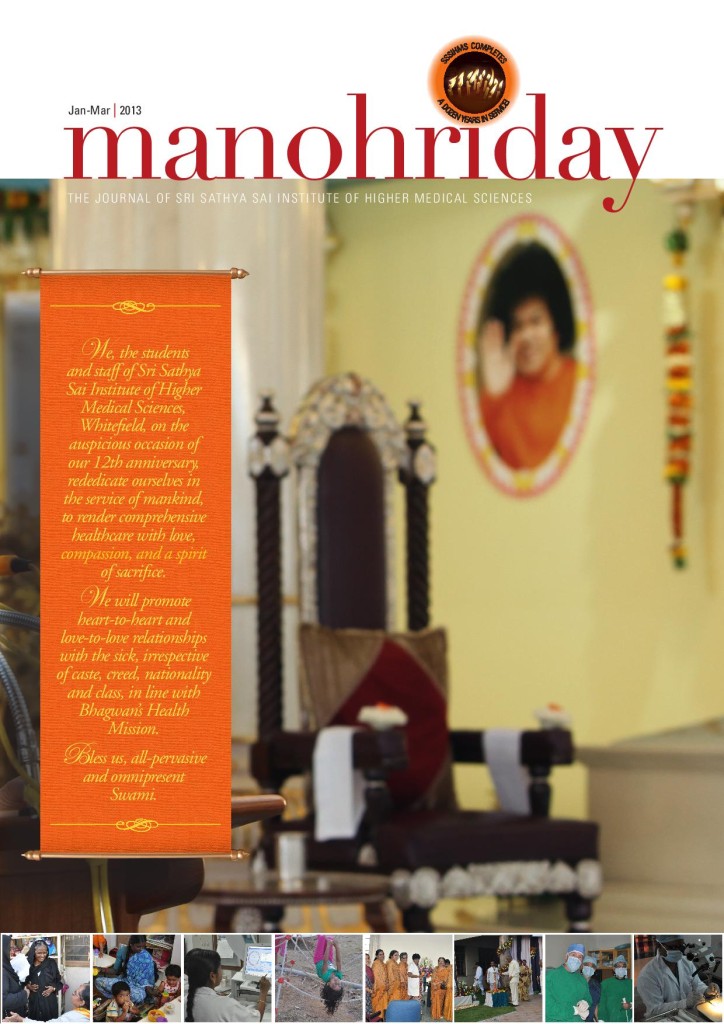 SSSIHMS COMPLETES
A DOZEN YEARS IN SERVICE
Jan-Mar | 2013
manohriday
THE JOURNAL OF SRI SATHYA SAI INSTITUTE OF HIGHER MEDICAL SCIENCES
We, the students
and staff of Sri Sathya
Sai Institute of Higher
Medical Sciences,
Whitefield, on the
auspicious occasion of
our 12th anniversary,
rededicate ourselves in
the service of mankind,
to render comprehensive
healthcare with love,
compassion, and a spirit
of sacrifice.
We will promote
heart-to-heart and
love-to-love relationships
with the sick, irrespective
of caste, creed, nationality
and class, in line with
Bhagwan's Health
Mission.
Bless us, all-pervasive
and omnipresent
Swami.